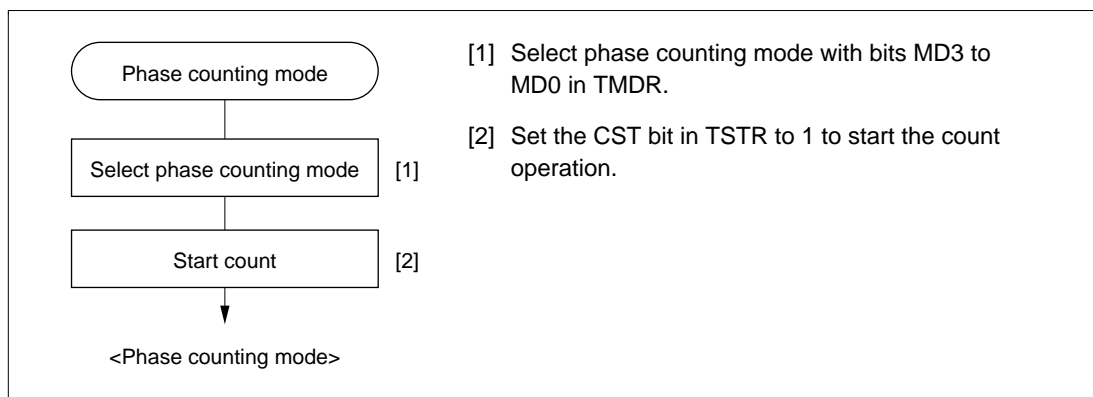 Phase counting mode
Select phase counting mode [1]
Start count [2]
<Phase counting mode>
[1] Select phase counting mode with bits MD3 to
MD0 in TMDR.
[2] Set the CST bit in TSTR to 1 to start the count
operation.